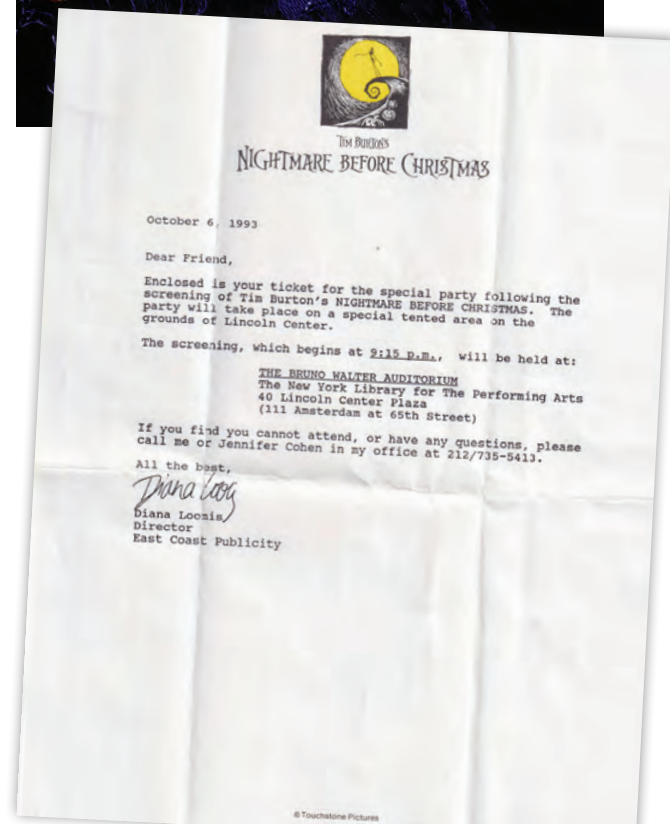 TIM BURTON'S
NIGHTMARE BEFORE CHRISTMAS
October 6, 1993
Dear Friend,
Enclosed is your ticket for the special party following the
screening of Tim Burton's NIGHTMARE BEFORE CHRISTMAS. The
party will take place on a special tented area on the
grounds of Lincoln Center.
The screening, which begins at 9:15 p.m., will be held at:
THE BRUNO WALTER AUDITORIUM
The New York Library for The Performing Arts
40 Lincoln Center Plaza
(111 Amsterdam at 65th Street)
If you find you cannot attend, or have any questions, please
call me or Jennifer Cohen in my office at 212/735-5413.
All the best,
Diana
Diana Loomis
Director
East Coast Publicity
© Touchstone Pictures